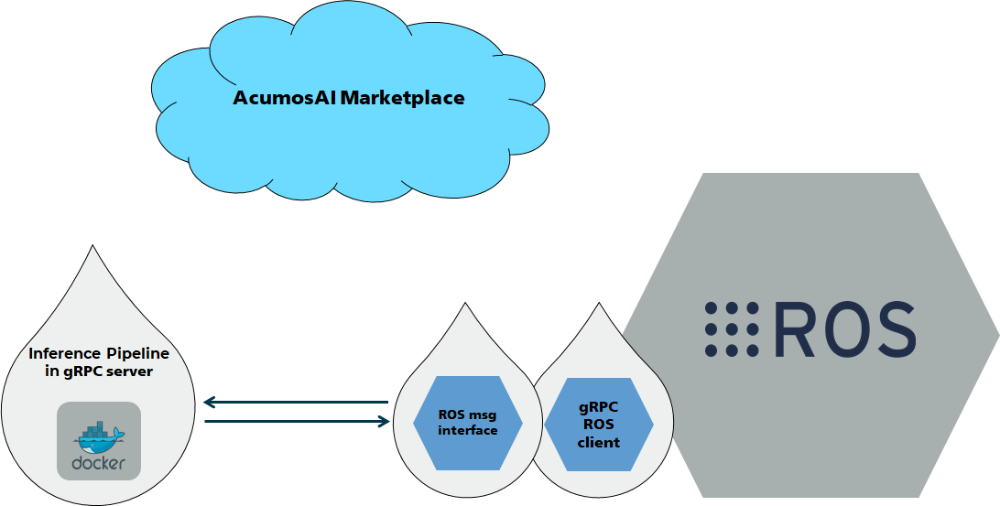 AcumosAI Marketplace
Inference Pipeline
in gRPC server
docker
ROS msg
interface
gRPC
ROS
client
ROS